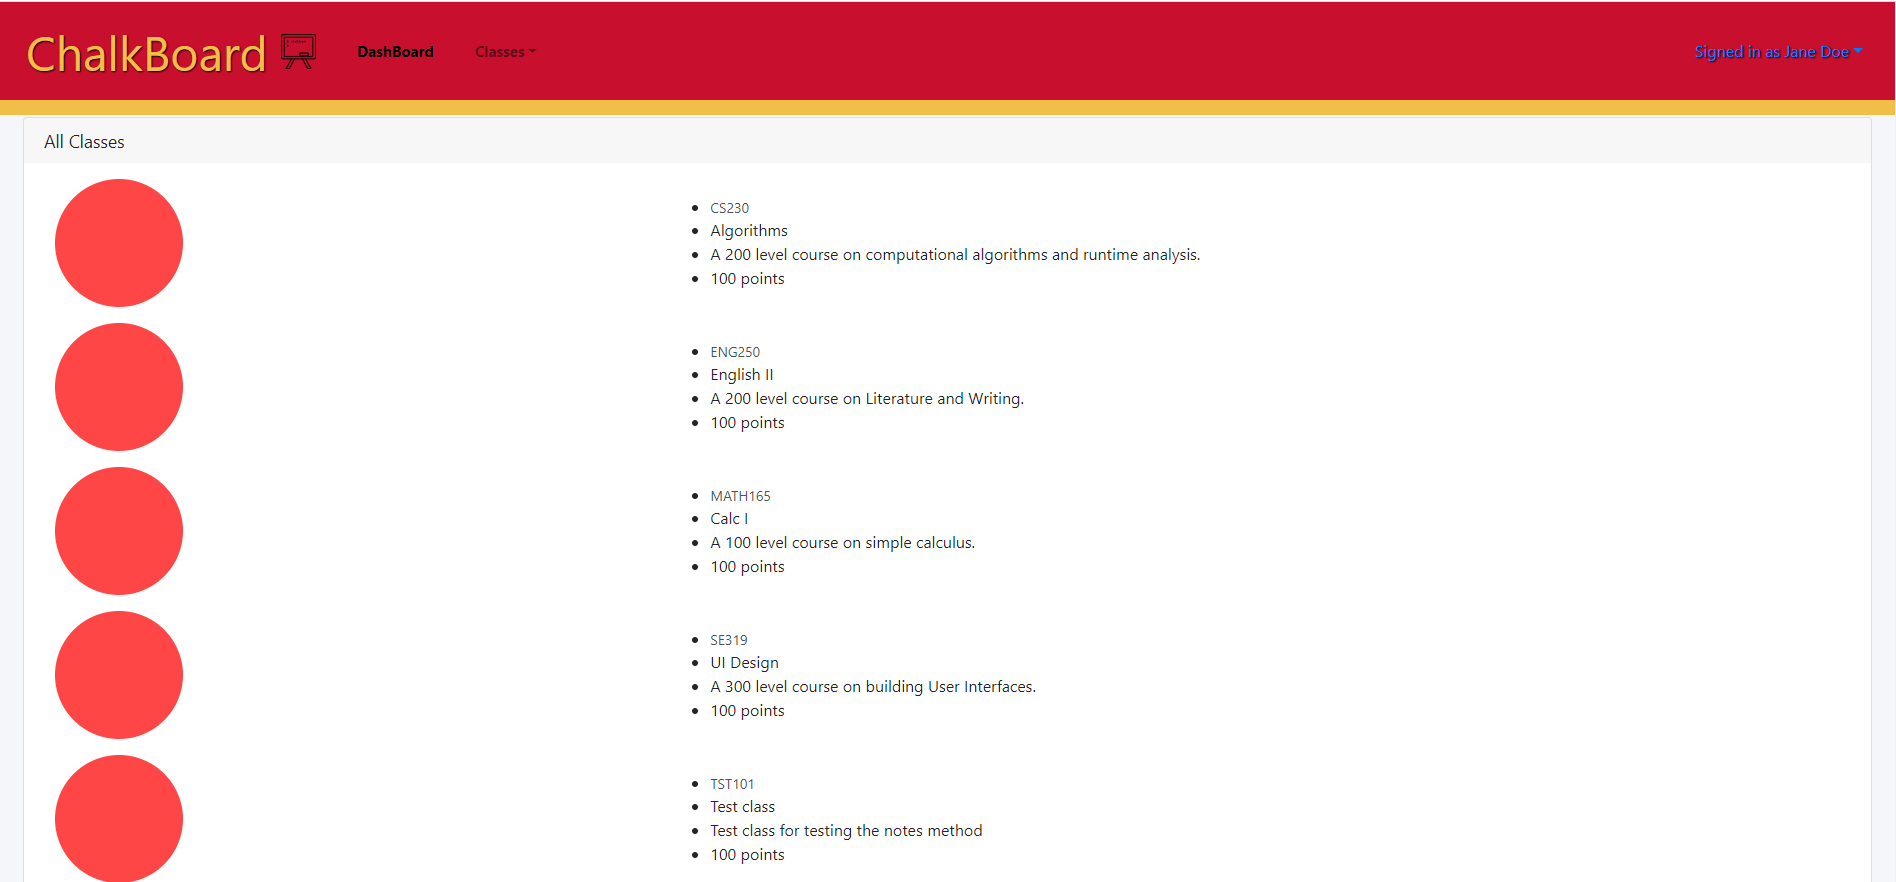 ChalkBoard DashBoard Classes Signed in as Jane Doe
All Classes
CS230
Algorithms
A 200 level course on computational algorithms and runtime analysis.
100 points
ENG250
English II
A 200 level course on Literature and Writing.
100 points
MATH165
Calc I
A 100 level course on simple calculus.
100 points
SE319
UI Design
A 300 level course on building User Interfaces.
100 points
TST101
Test class
Test class for testing the notes method
100 points